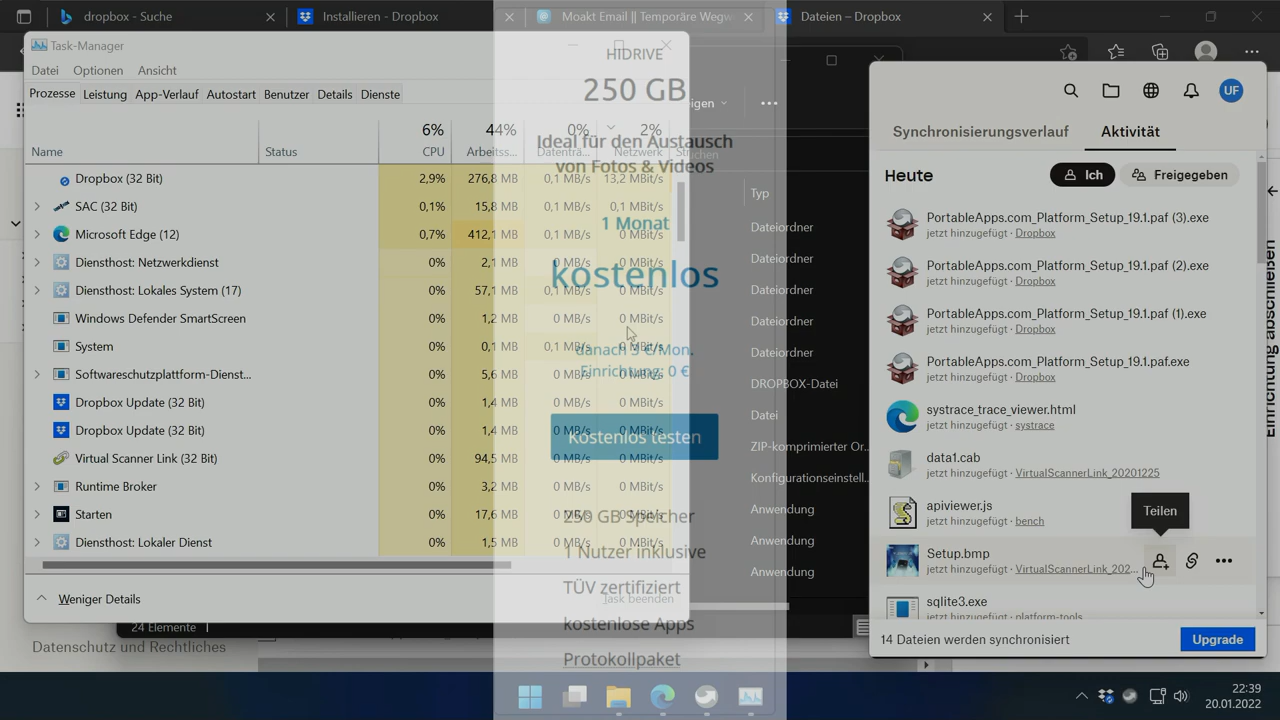 dropbox - Suche
Installieren - Dropbox
Moakt Email || Temporäre Wegw
Dateien – Dropbox
Task-Manager
Datei Optionen Ansicht
Prozesse Leistung App-Verlauf Autostart Benutzer Details Dienste
6% 44% 0% 2%
Name Status CPU Arbeitss... Datenträ... Netzwerk
Dropbox (32 Bit) 2,9% 276,8 MB 0,1 MB/s 13,2 MBit/s
SAC (32 Bit) 0,1% 15,8 MB 0,1 MB/s 0,1 MBit/s
Microsoft Edge (12) 0,7% 412,1 MB 0,1 MB/s 0 MBit/s
Diensthost: Netzwerkdienst 0% 2,1 MB 0 MB/s 0 MBit/s
Diensthost: Lokales System (17) 0% 57,1 MB 0,1 MB/s 0 MBit/s
Windows Defender SmartScreen 0% 1,2 MB 0 MB/s 0 MBit/s
System 0% 0,1 MB 0,1 MB/s 0 MBit/s
Softwareschutzplattform-Dienst... 0% 5,6 MB 0 MB/s 0 MBit/s
Dropbox Update (32 Bit) 0% 1,4 MB 0 MB/s 0 MBit/s
Dropbox Update (32 Bit) 0% 1,4 MB 0 MB/s 0 MBit/s
Virtual Scanner Link (32 Bit) 0% 94,5 MB 0 MB/s 0 MBit/s
Runtime Broker 0% 3,2 MB 0 MB/s 0 MBit/s
Starten 0% 17,6 MB 0 MB/s 0 MBit/s
Diensthost: Lokaler Dienst 0% 2,1 MB 0 MB/s 0 MBit/s
Weniger Details
Task beenden
24 Elemente
Datenschutz und Rechtliches
HIDRIVE
250 GB
Ideal für den Austausch
von Fotos & Videos
1 Monat
kostenlos
danach 3 €/Mon.
Einrichtung: 0 €
Kostenlos testen
250 GB Speicher
1 Nutzer inklusive
TÜV zertifiziert
kostenlose Apps
Protokollpaket
eigen
Typ
Dateiordner
Dateiordner
Dateiordner
Dateiordner
Dateiordner
DROPBOX-Datei
Datei
ZIP-komprimierter Or...
Konfigurationseinstell...
Anwendung
Anwendung
Anwendung
UF
Synchronisierungsverlauf Aktivität
Heute Ich Freigegeben
PortableApps.com_Platform_Setup_19.1.paf (3).exe
jetzt hinzugefügt · Dropbox
PortableApps.com_Platform_Setup_19.1.paf (2).exe
jetzt hinzugefügt · Dropbox
PortableApps.com_Platform_Setup_19.1.paf (1).exe
jetzt hinzugefügt · Dropbox
PortableApps.com_Platform_Setup_19.1.paf.exe
jetzt hinzugefügt · Dropbox
systrace_trace_viewer.html
jetzt hinzugefügt · systrace
data1.cab
jetzt hinzugefügt · VirtualScannerLink_20201225
apiviewer.js
jetzt hinzugefügt · bench
Teilen
Setup.bmp
jetzt hinzugefügt · VirtualScannerLink_202...
sqlite3.exe
jetzt hinzugefügt · platform-tools
14 Dateien werden synchronisiert
Upgrade
Einrichtung abschließen
22:39
20.01.2022